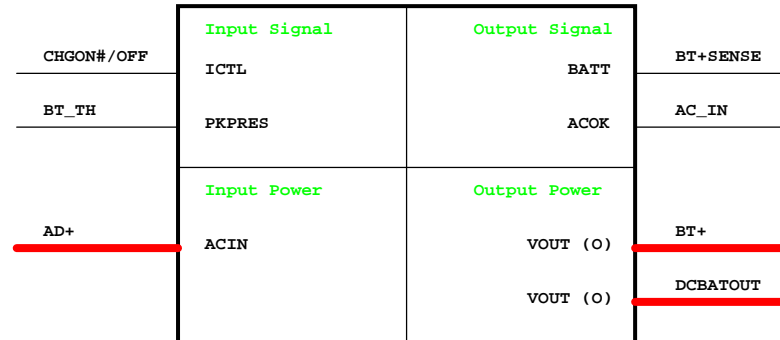 Input Signal Output Signal
CHGON#/OFF ICTL BATT BT+SENSE
BT_TH PKPRES ACOK AC_IN
Input Power Output Power
AD+ ACIN VOUT (O) BT+
VOUT (O) DCBATOUT